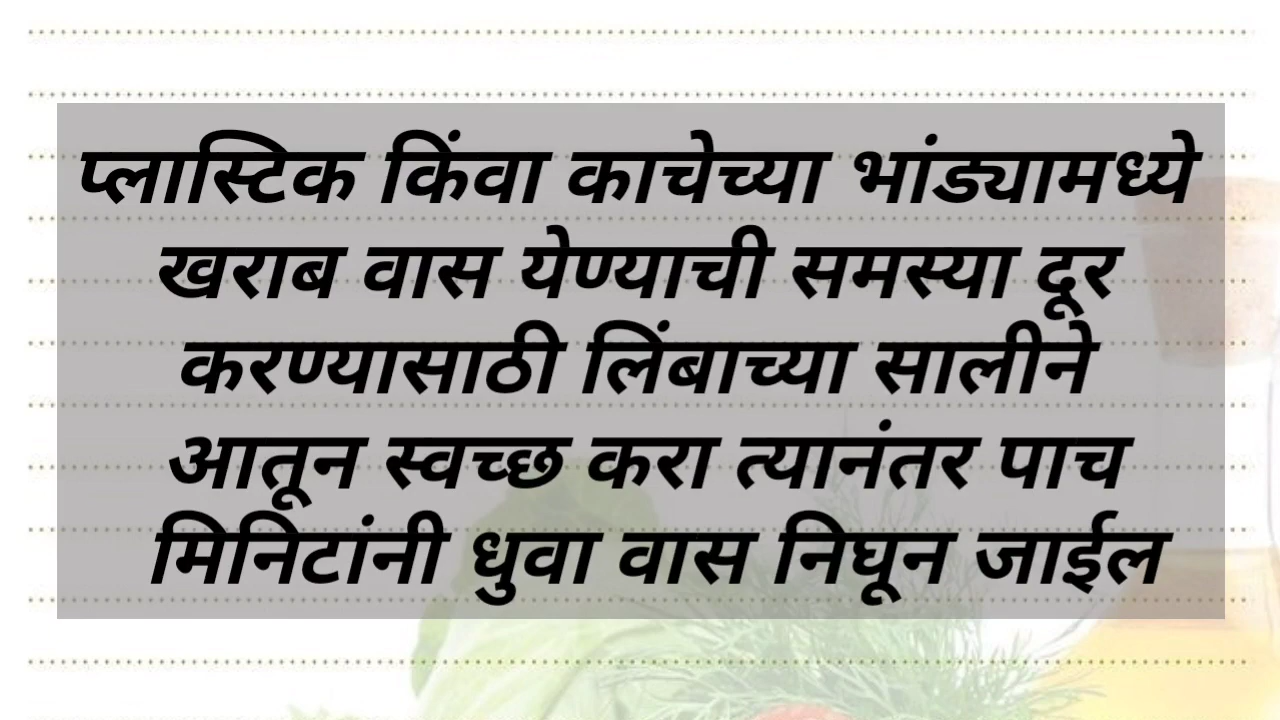 प्लास्टिक किंवा काचेच्या भांड्यामध्ये
खराब वास येण्याची समस्या दूर
करण्यासाठी लिंबाच्या सालीने
आतून स्वच्छ करा त्यानंतर पाच
मिनिटांनी धुवा वास निघून जाईल